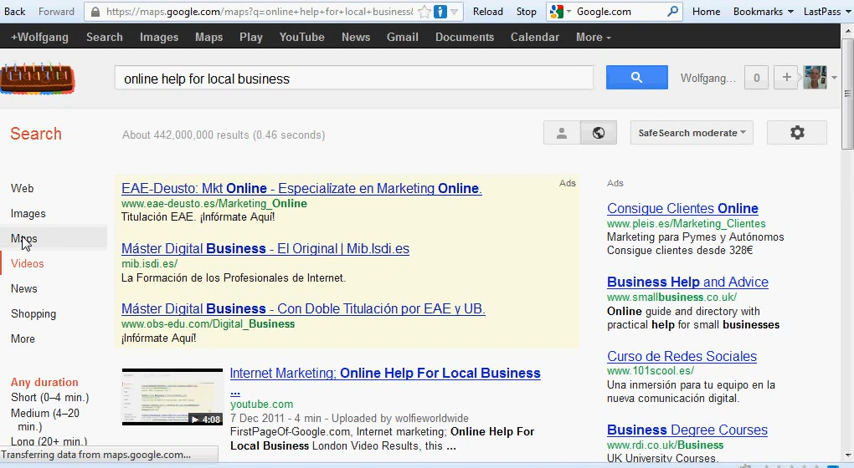 Back Forward https://maps.google.com/maps?q=online+help+for+local+business& Reload Stop Google.com Home Bookmarks LastPass
+Wolfgang Search Images Maps Play YouTube News Gmail Documents Calendar More
online help for local business Wolfgang... 0 +
Search About 442,000,000 results (0.46 seconds) SafeSearch moderate
Web
Images
Maps
Videos
News
Shopping
More
Any duration
Short (0–4 min.)
Medium (4–20
min.)
Long (20+ min.)
Ads
EAE-Deusto: Mkt Online - Especialízate en Marketing Online.
www.eae-deusto.es/Marketing_Online
Titulación EAE. ¡Infórmate Aquí!
Máster Digital Business - El Original | Mib.Isdi.es
mib.isdi.es/
La Formación de los Profesionales de Internet.
Máster Digital Business - Con Doble Titulación por EAE y UB.
www.obs-edu.com/Digital_Business
¡Infórmate Aquí!
Internet Marketing; Online Help For Local Business
...
youtube.com
7 Dec 2011 - 4 min - Uploaded by wolfieworldwide
FirstPageOf-Google.com, Internet marketing; Online Help For
Local Business London Video Results, this ...
4:08
Ads
Consigue Clientes Online
www.pleis.es/Marketing_Clientes
Marketing para Pymes y Autónomos
Consigue clientes desde 328€
Business Help and Advice
www.smallbusiness.co.uk/
Online guide and directory with
practical help for small businesses
Curso de Redes Sociales
www.101scool.es/
Una inmersión para tu equipo en la
nueva comunicación digital.
Business Degree Courses
www.rdi.co.uk/Business
UK University Courses.
Transferring data from maps.google.com...